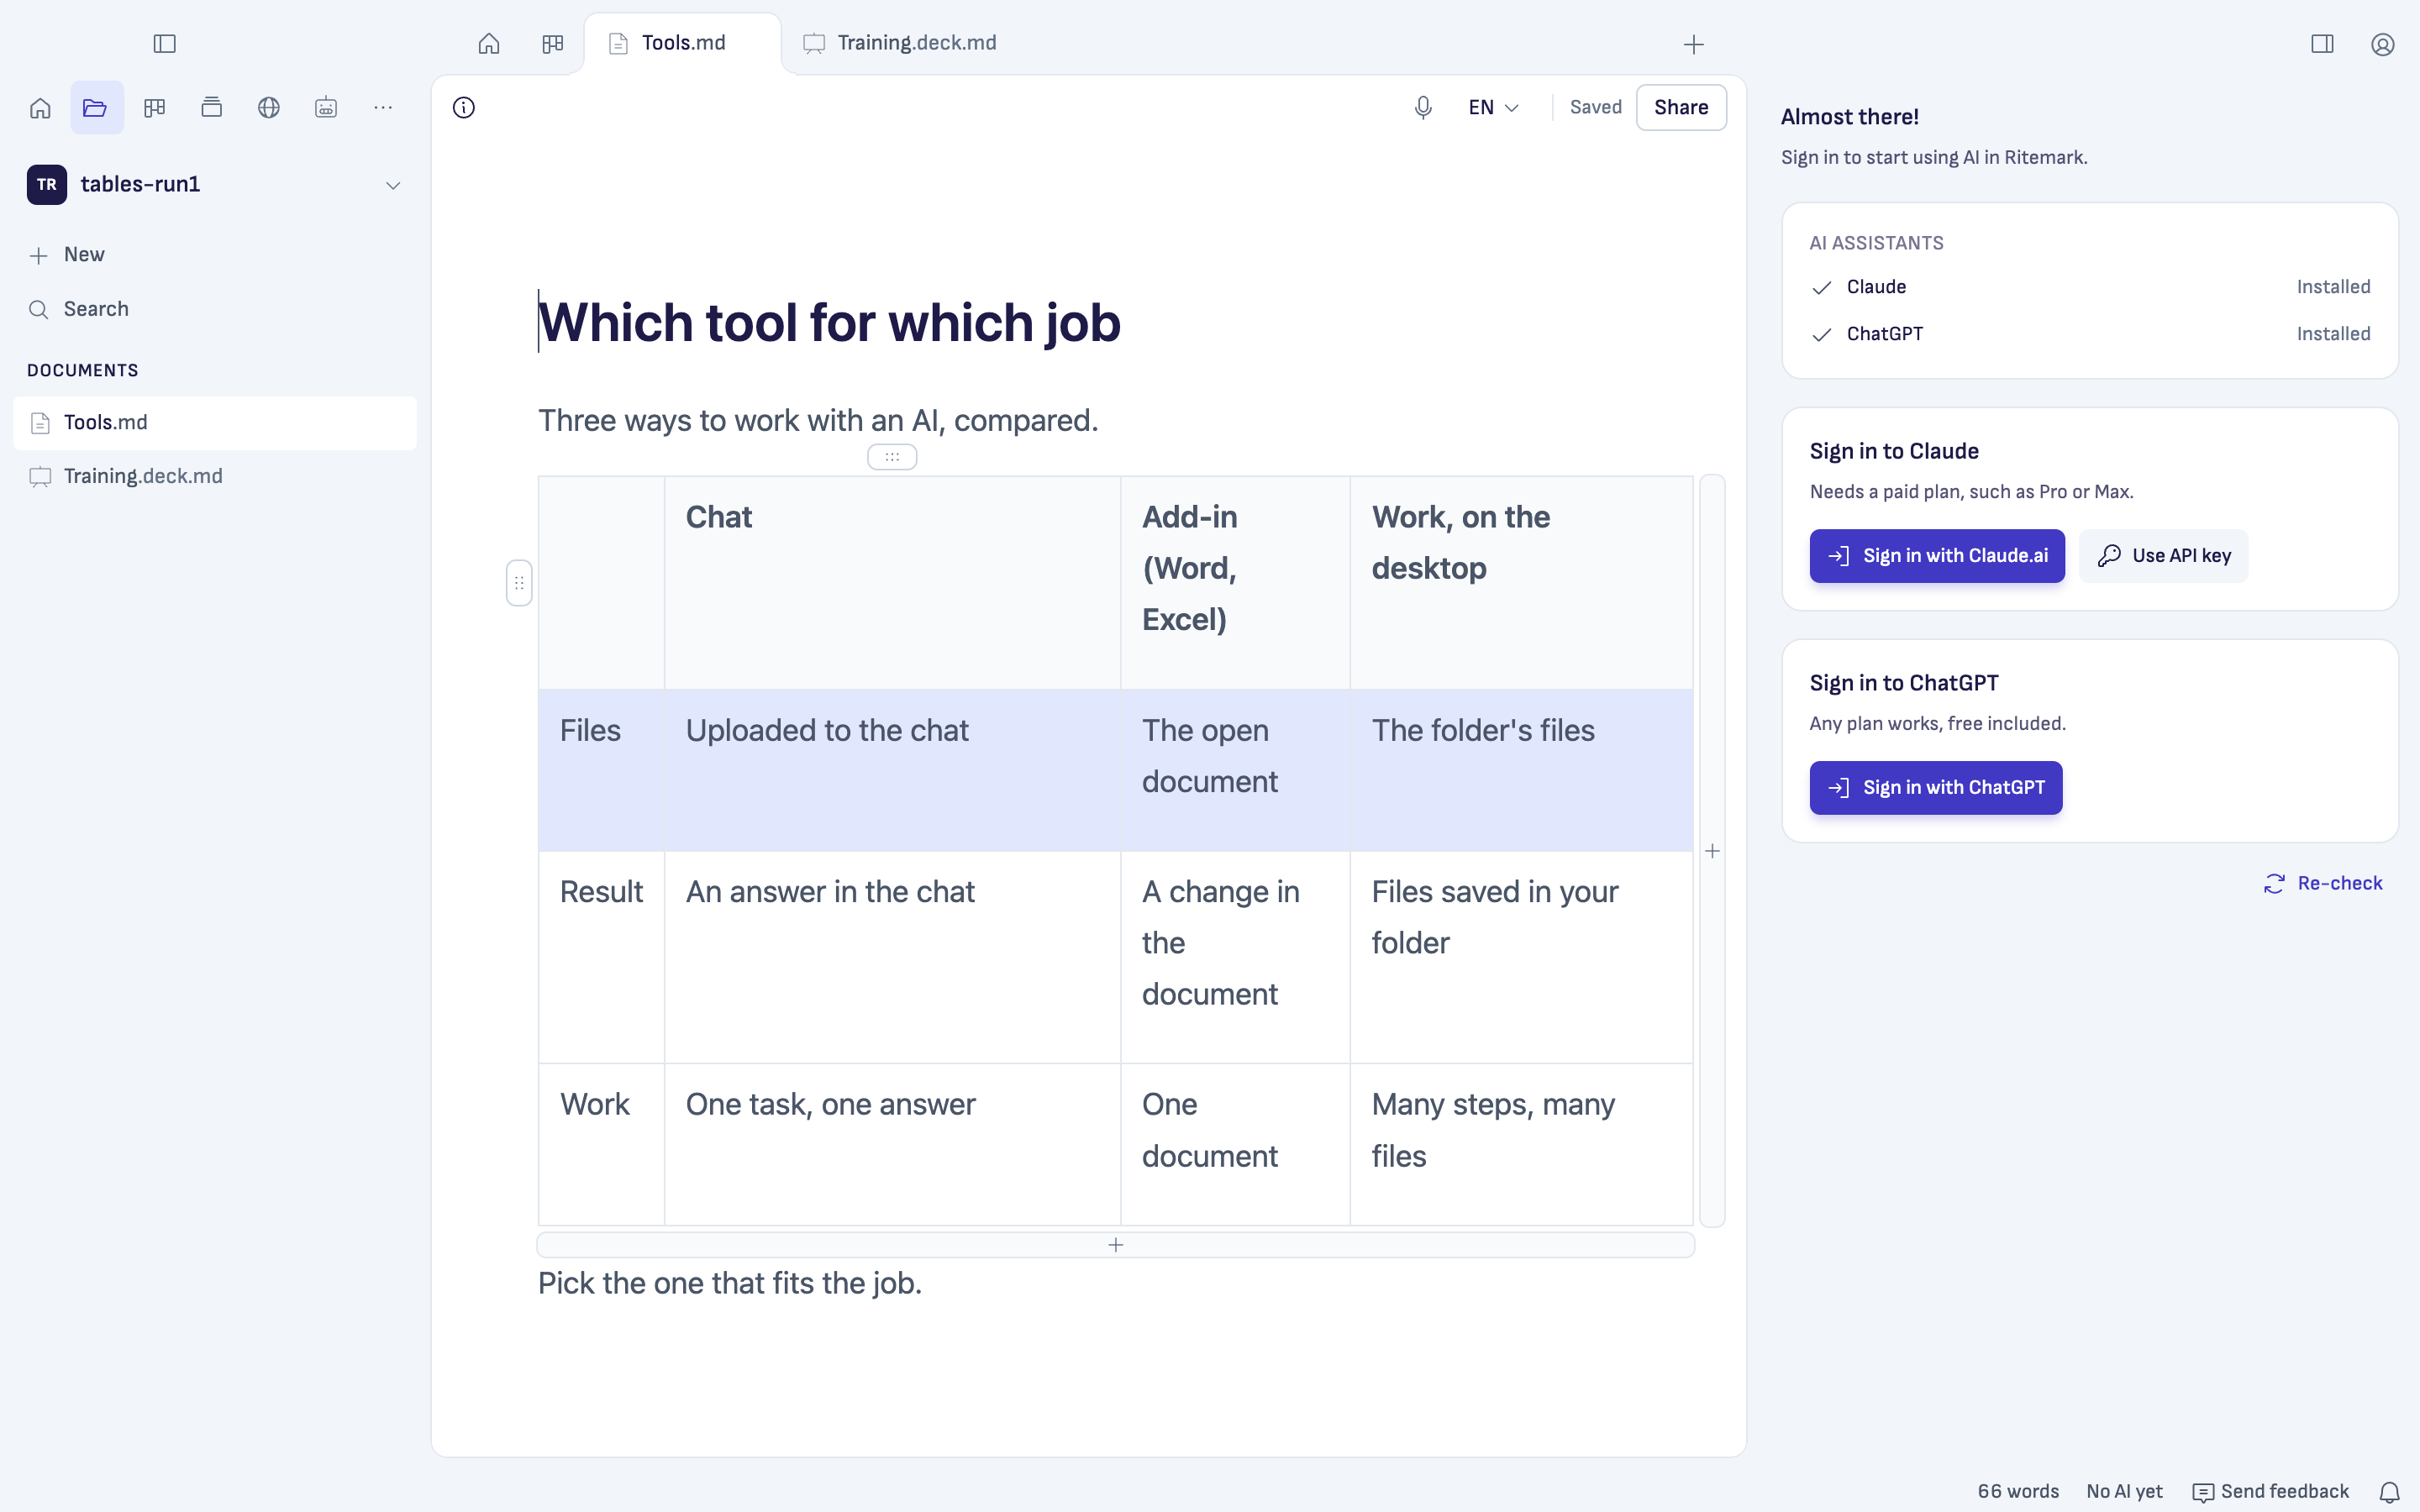 Tools.md
Training.deck.md
TR
tables-run1
New
Search
DOCUMENTS
Tools.md
Training.deck.md
EN
Saved
Share
Which tool for which job
Three ways to work with an AI, compared.
Chat
Add-in
(Word,
Excel)
Work, on the
desktop
Files
Uploaded to the chat
The open
document
The folder's files
Result
An answer in the chat
A change in
the
document
Files saved in your
folder
Work
One task, one answer
One
document
Many steps, many
files
Pick the one that fits the job.
Almost there!
Sign in to start using AI in Ritemark.
AI ASSISTANTS
Claude Installed
ChatGPT Installed
Sign in to Claude
Needs a paid plan, such as Pro or Max.
Sign in with Claude.ai
Use API key
Sign in to ChatGPT
Any plan works, free included.
Sign in with ChatGPT
Re-check
66 words
No AI yet
Send feedback